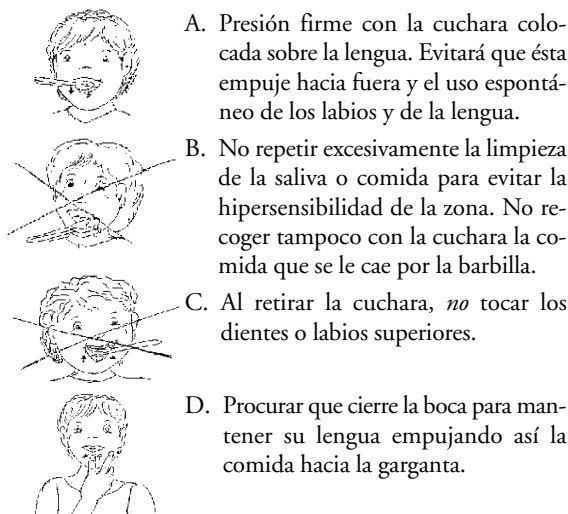 A. Presión firme con la cuchara colo-
cada sobre la lengua. Evitará que ésta
empuje hacia fuera y el uso espontá-
neo de los labios y de la lengua.
B. No repetir excesivamente la limpieza
de la saliva o comida para evitar la
hipersensibilidad de la zona. No re-
coger tampoco con la cuchara la co-
mida que se le cae por la barbilla.
C. Al retirar la cuchara, no tocar los
dientes o labios superiores.
D. Procurar que cierre la boca para man-
tener su lengua empujando así la
comida hacia la garganta.